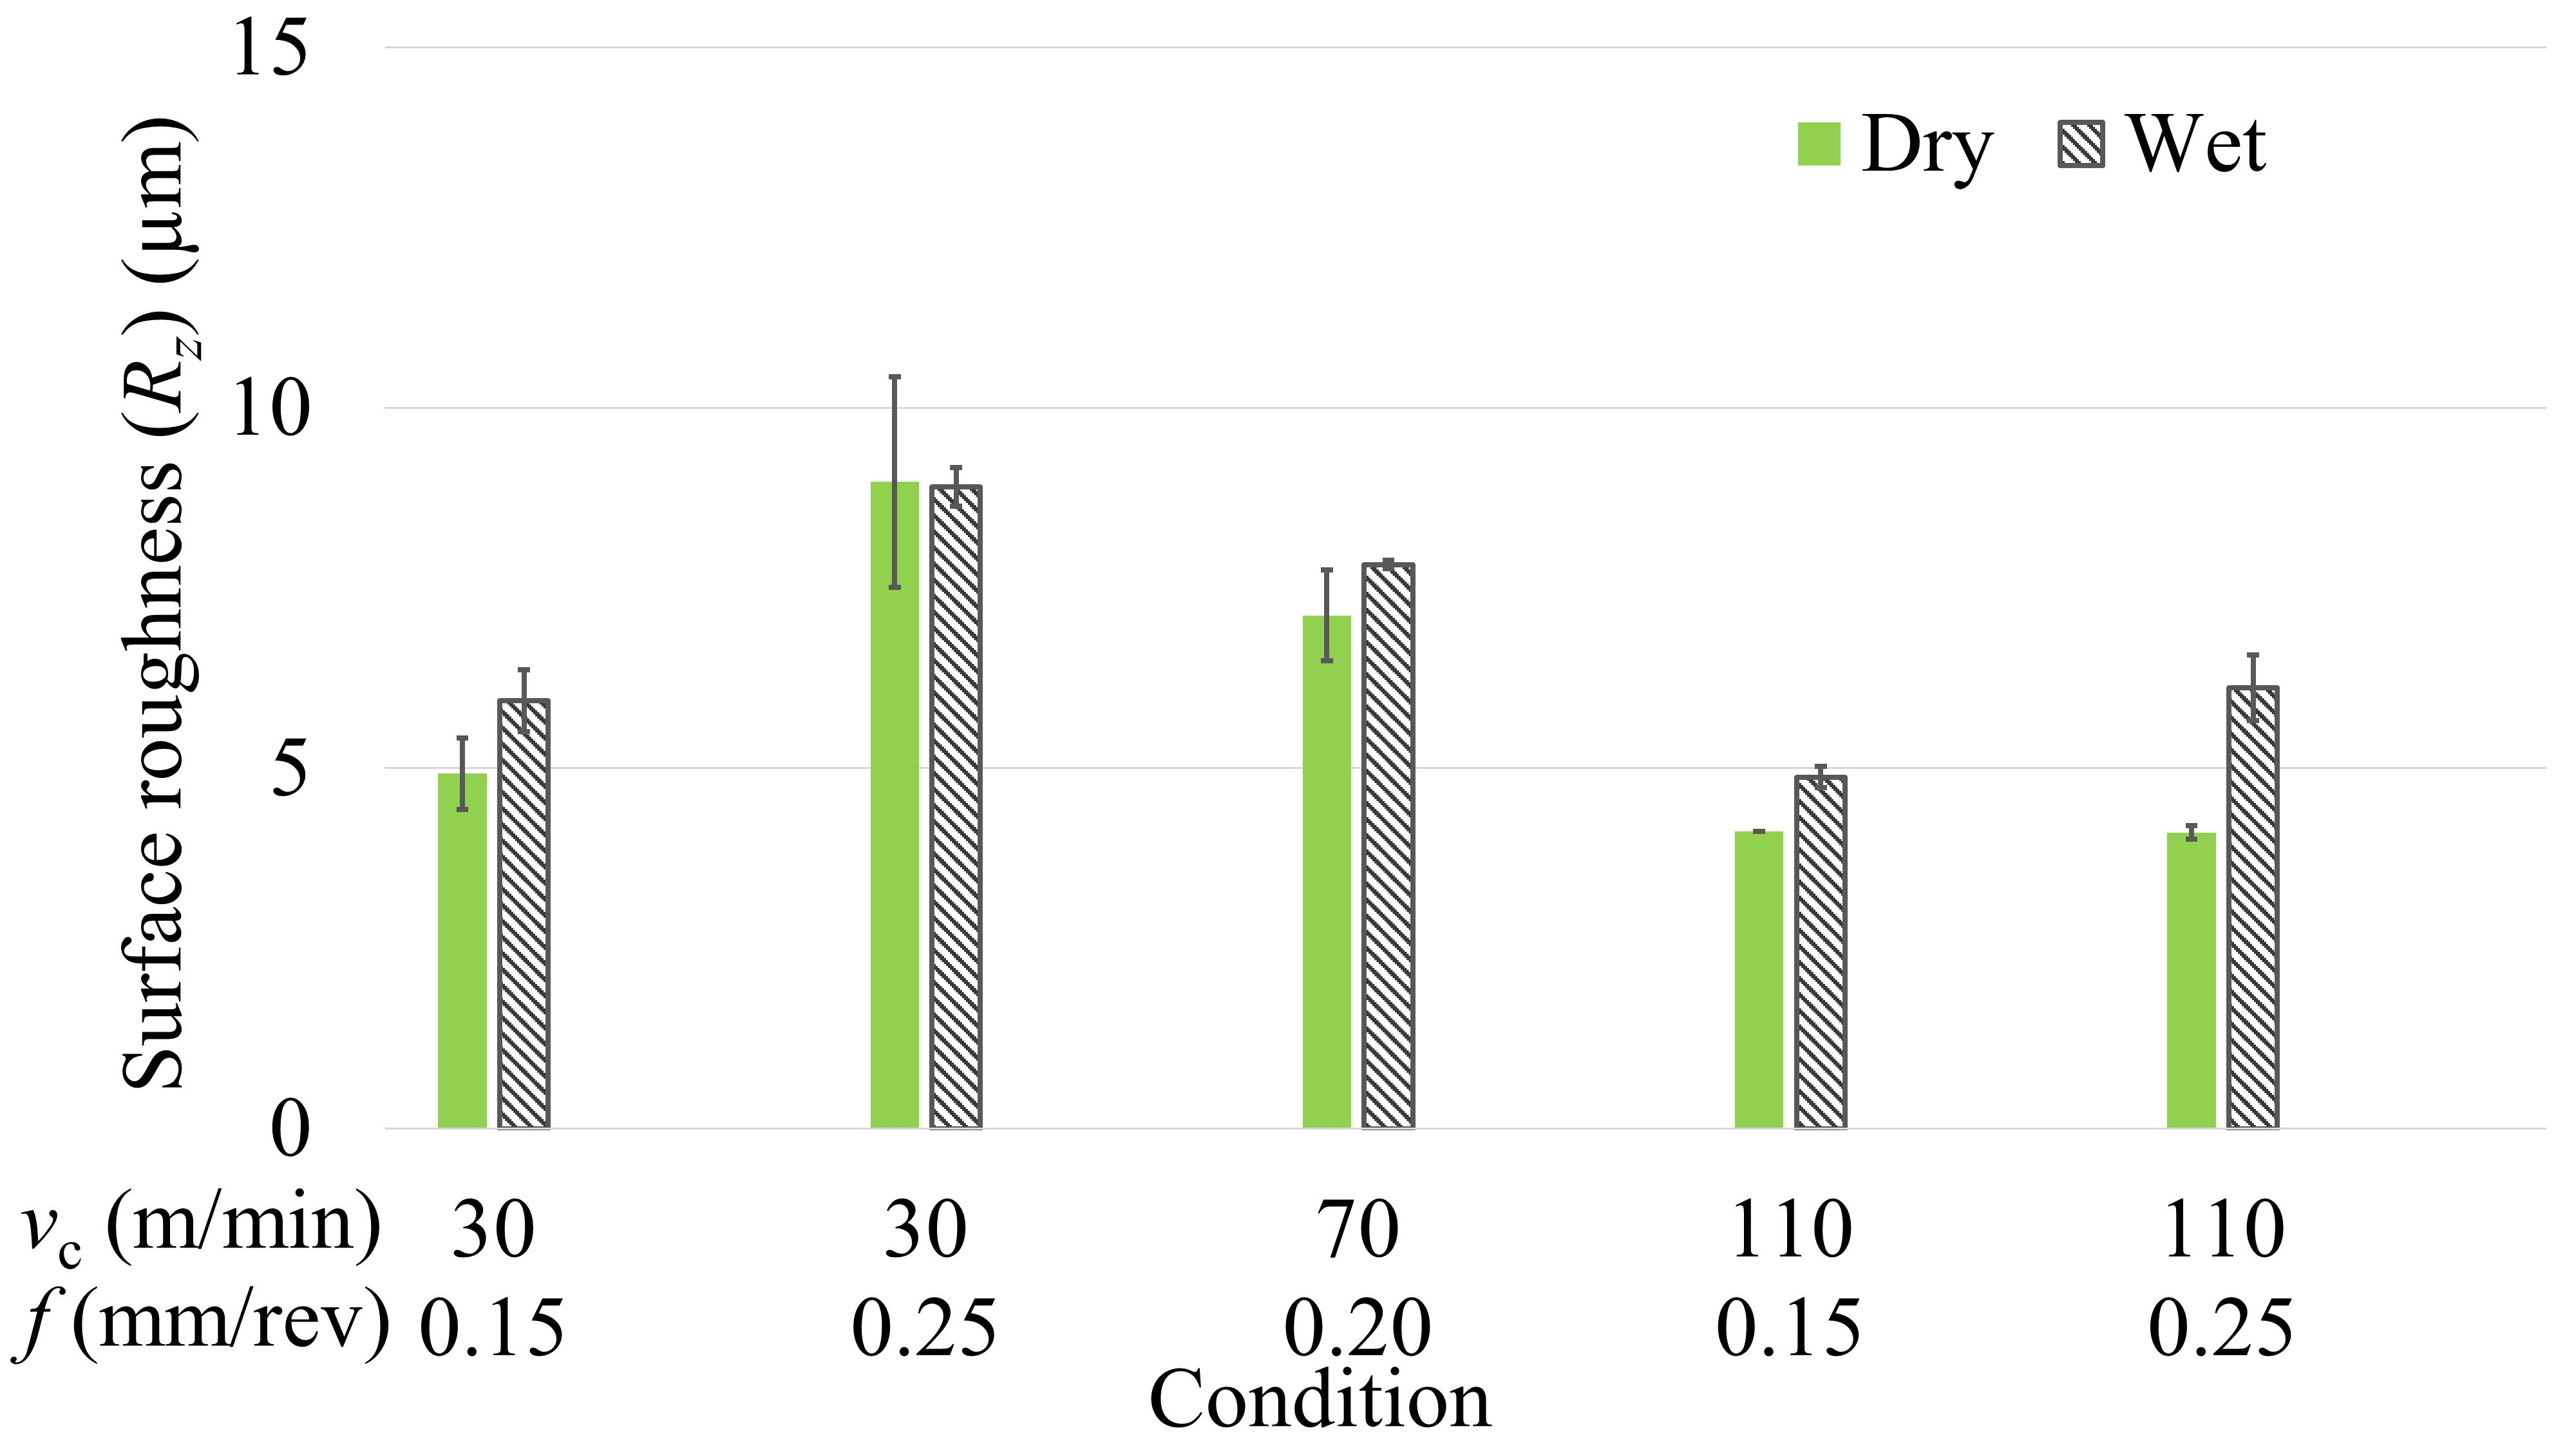 Surface roughness (Rz) (μm)
15
10
5
0
Dry Wet
vc (m/min) 30 30 70 110 110
f (mm/rev) 0.15 0.25 0.20 0.15 0.25
Condition